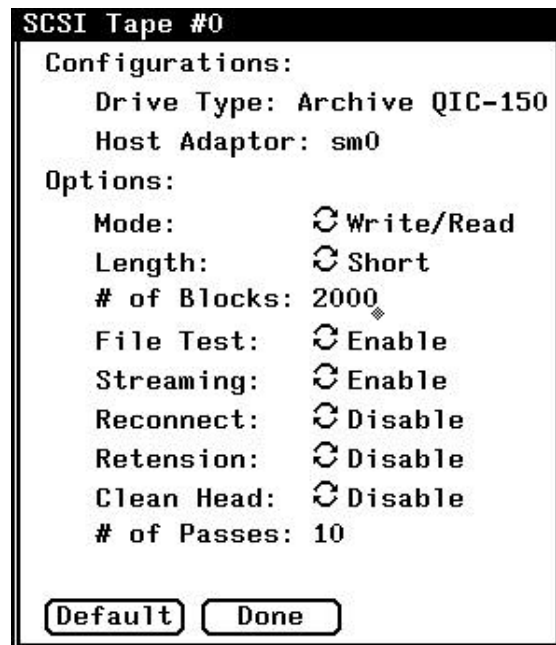 SCSI Tape #0
Configurations:
Drive Type: Archive QIC-150
Host Adaptor: sm0
Options:
Mode: Write/Read
Length: Short
# of Blocks: 2000
File Test: Enable
Streaming: Enable
Reconnect: Disable
Retension: Disable
Clean Head: Disable
# of Passes: 10
Default Done